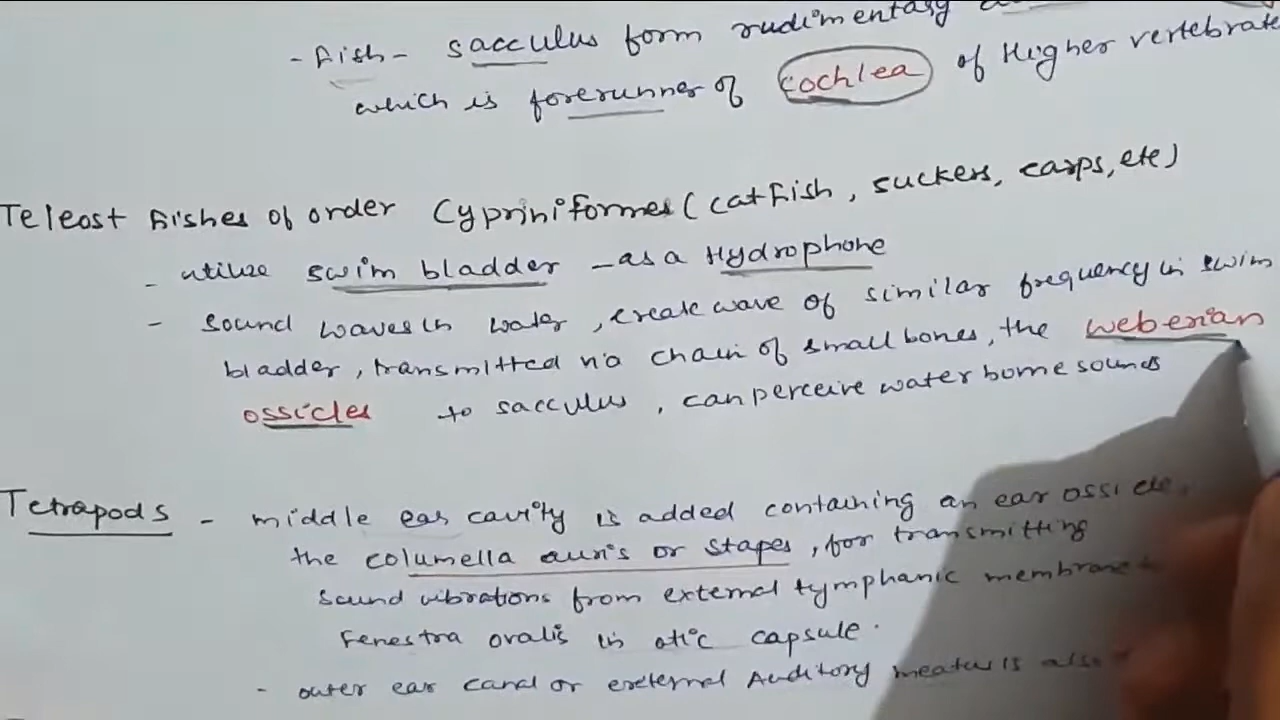 - Fish - sacculus form rudimentary
which is forerunner of cochlea of Higher vertebrate
Teleost fishes of order Cypriniformes (catfish, suckers, carps, etc)
- utilize swim bladder - as a Hydrophone
- sound waves in water, create wave of similar frequency in swim
bladder, transmitted via chain of small bones, the weberian
ossicles to sacculus, can perceive water borne sounds
Tetrapods - middle ear cavity is added containing an ear ossicle,
the columella auris or stapes, for transmitting
sound vibrations from external tymphanic membrane
Fenestra ovalis in otic capsule.
- outer ear canal or external Auditory meatus is also